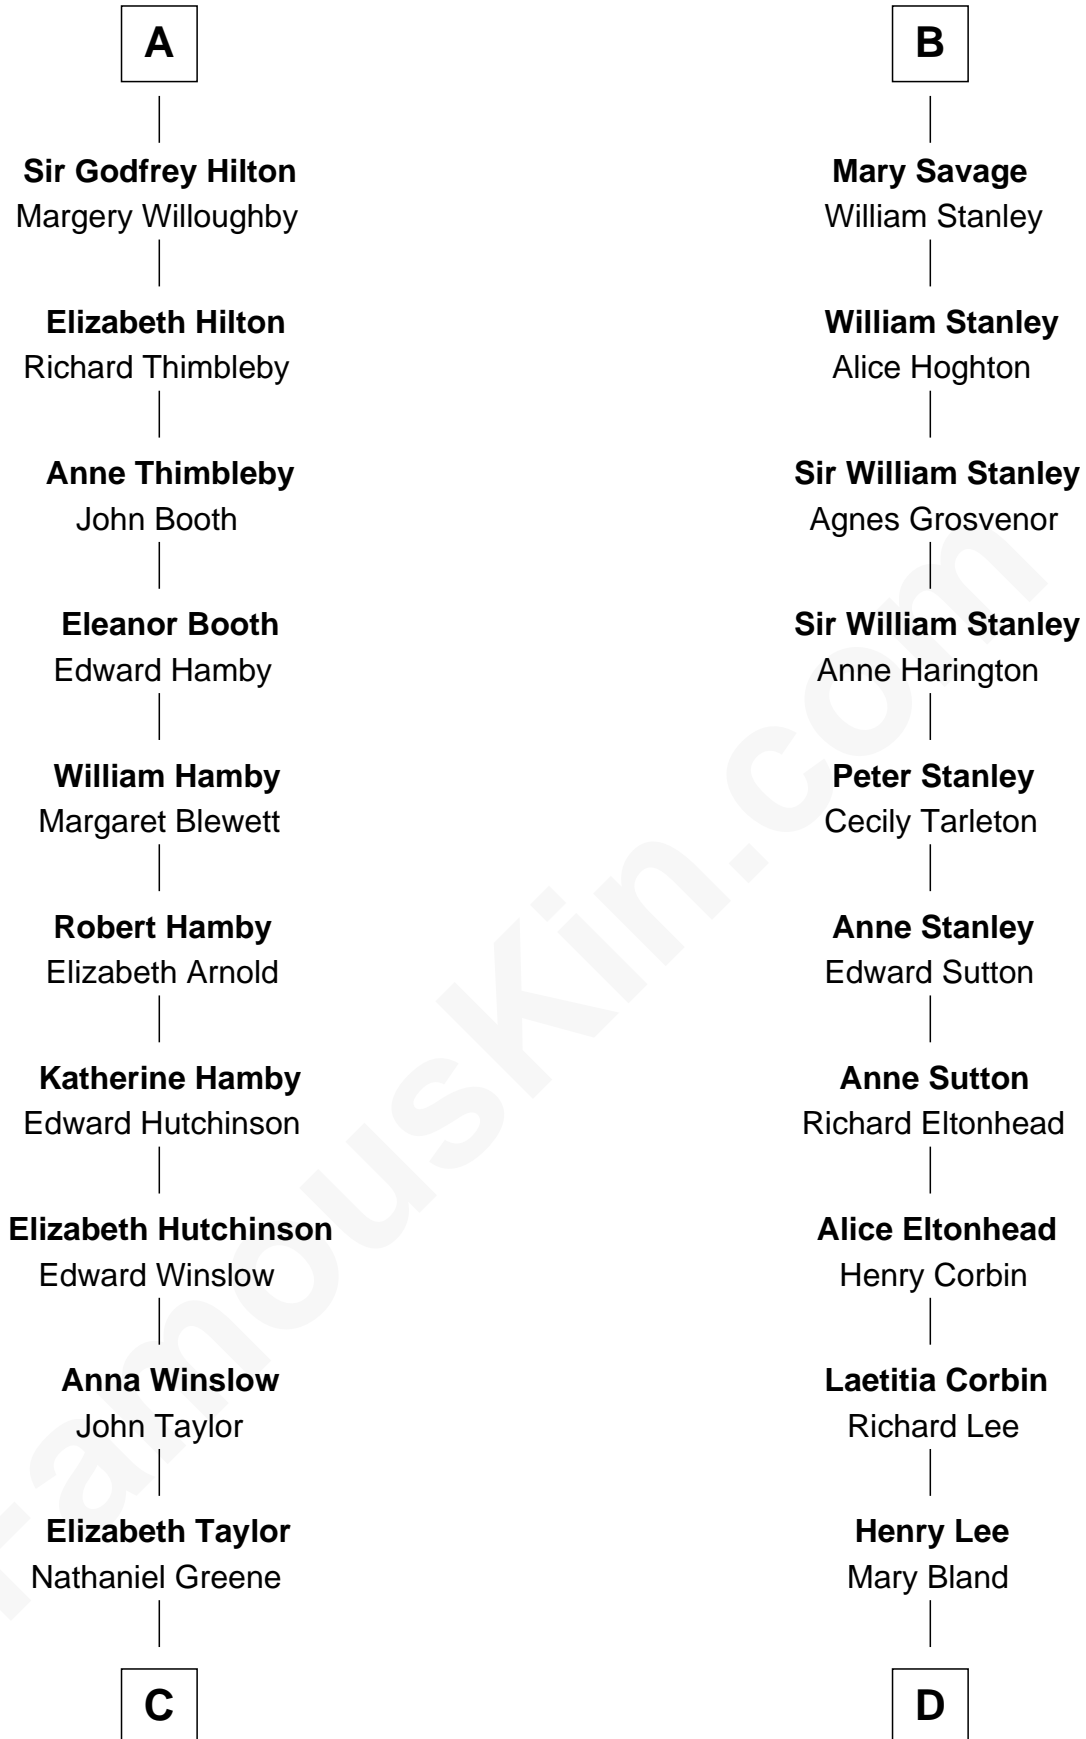 A
Sir Godfrey Hilton
Margery Willoughby
Elizabeth Hilton
Richard Thimbleby
Anne Thimbleby
John Booth
Eleanor Booth
Edward Hamby
William Hamby
Margaret Blewett
Robert Hamby
Elizabeth Arnold
Katherine Hamby
Edward Hutchinson
Elizabeth Hutchinson
Edward Winslow
Anna Winslow
John Taylor
Elizabeth Taylor
Nathaniel Greene
C
B
Mary Savage
William Stanley
William Stanley
Alice Hoghton
Sir William Stanley
Agnes Grosvenor
Sir William Stanley
Anne Harington
Peter Stanley
Cecily Tarleton
Anne Stanley
Edward Sutton
Anne Sutton
Richard Eltonhead
Alice Eltonhead
Henry Corbin
Laetitia Corbin
Richard Lee
Henry Lee
Mary Bland
D
FamousKin.com